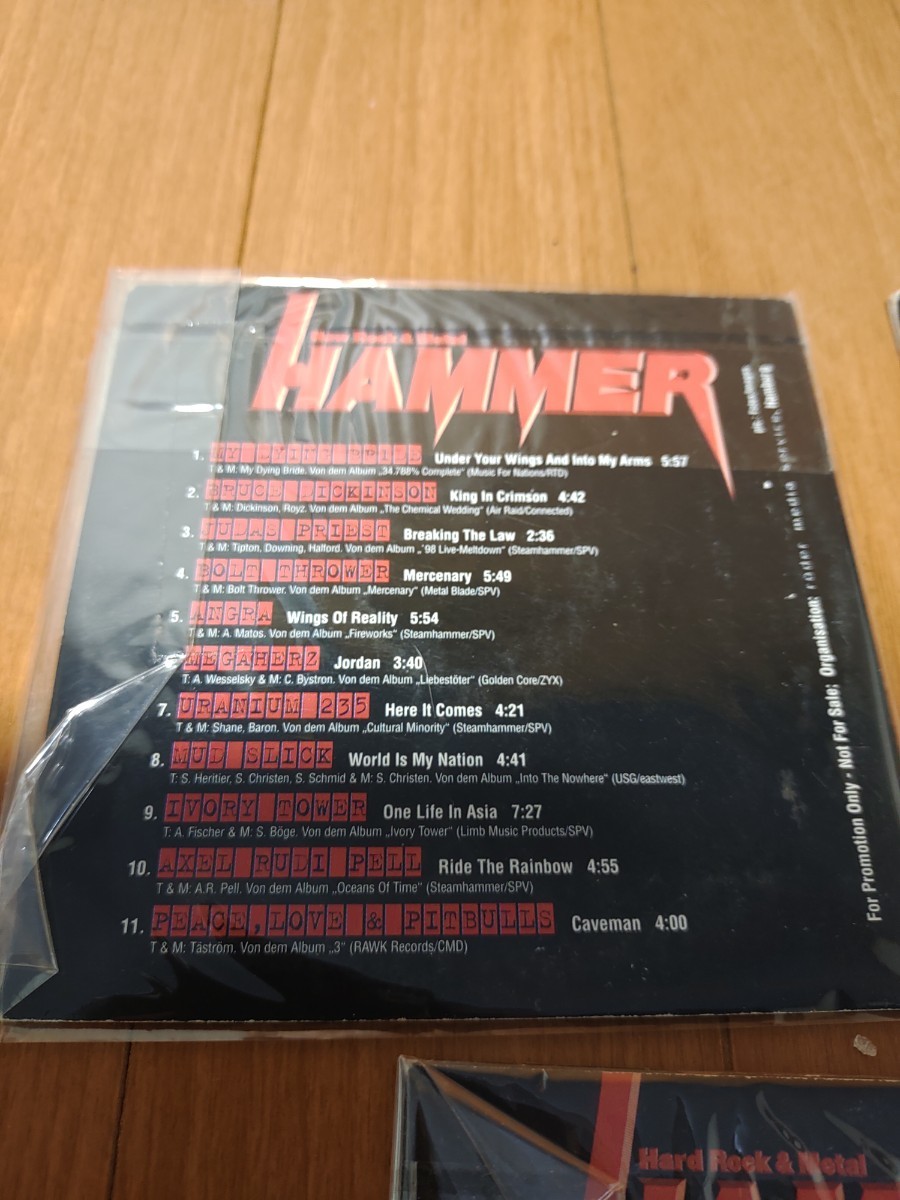 Hard Rock & Metal
HAMMER
1. MY DYING BRIDE Under Your Wings And Into My Arms 5:57
T & M: My Dying Bride. Von dem Album „34.788% Complete“ (Music For Nations/RTD)
2. BRUCE DICKINSON King In Crimson 4:42
T & M: Dickinson, Royz. Von dem Album „The Chemical Wedding“ (Air Raid/Connected)
3. JUDAS PRIEST Breaking The Law 2:36
T & M: Tipton, Downing, Halford. Von dem Album „'98 Live-Meltdown“ (Steamhammer/SPV)
4. BOLT THROWER Mercenary 5:49
T & M: Bolt Thrower. Von dem Album „Mercenary“ (Metal Blade/SPV)
5. ANGRA Wings Of Reality 5:54
T & M: A. Matos. Von dem Album „Fireworks“ (Steamhammer/SPV)
MEGAHERZ Jordan 3:40
T: A. Wesselsky & M: C. Bystron. Von dem Album „Liebestöter“ (Golden Core/ZYX)
7. URANIUM 235 Here It Comes 4:21
T & M: Shane, Baron. Von dem Album „Cultural Minority“ (Steamhammer/SPV)
8. MUD SLICK World Is My Nation 4:41
T: S. Heritier, S. Christen, S. Schmid & M: S. Christen. Von dem Album „Into The Nowhere“ (USG/eastwest)
9. IVORY TOWER One Life In Asia 7:27
T: A. Fischer & M: S. Böge. Von dem Album „Ivory Tower“ (Limb Music Products/SPV)
10. AXEL RUDI PELL Ride The Rainbow 4:55
T & M: A.R. Pell. Von dem Album „Oceans Of Time“ (Steamhammer/SPV)
11. PEACE, LOVE & PITBULLS Caveman 4:00
T & M: Täström. Von dem Album „3“ (RAWK Records/CMD)
For Promotion Only - Not For Sale; Organisation: röder media service, Hamburg
Hard Rock & Metal